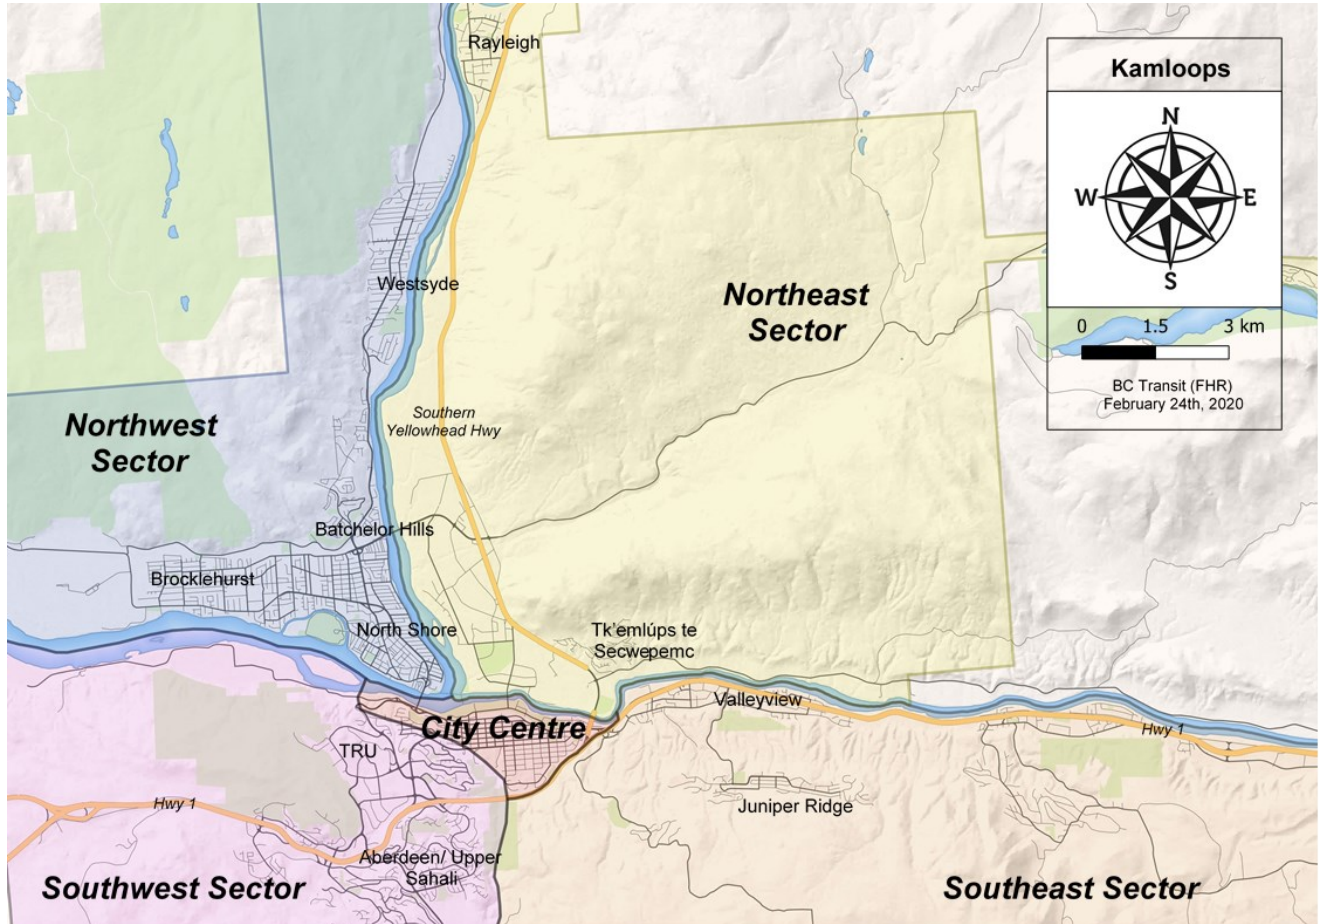 Rayleigh
Kamloops
N
W
E
S
0 1.5 3 km
BC Transit (FHR)
February 24th, 2020
Westsyde
Northeast
Sector
Southern
Yellowhead Hwy
Northwest
Sector
Batchelor Hills
Brocklehurst
North Shore
Tk'emlúps te
Secwepemc
Valleyview
City Centre
Hwy 1
TRU
Hwy 1
Juniper Ridge
Aberdeen/ Upper
Sahali
Southwest Sector
Southeast Sector